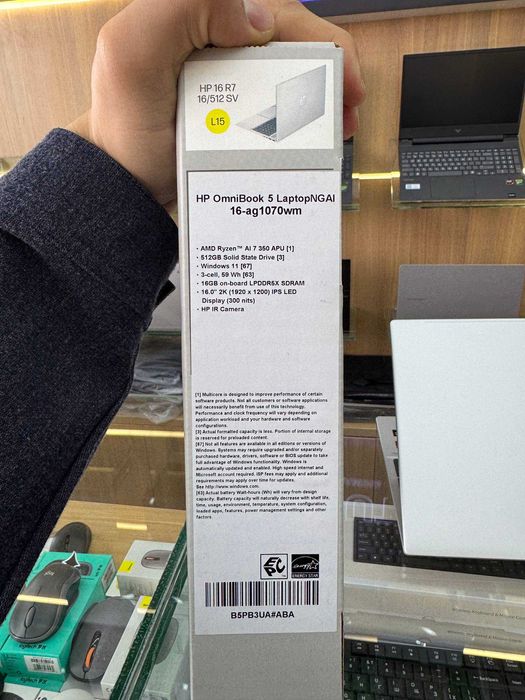 HP 16 R7
16/512 SV
L15
HP OmniBook 5 LaptopNGAI
16-ag1070wm
· AMD Ryzen™ AI 7 350 APU [1]
· 512GB Solid State Drive [3]
· Windows 11 [67]
· 3-cell, 59 Wh [63]
· 16GB on-board LPDDR5X SDRAM
· 16.0" 2K (1920 x 1200) IPS LED
Display (300 nits)
· HP IR Camera
[1] Multicore is designed to improve performance of certain
software products. Not all customers or software applications
will necessarily benefit from use of this technology.
Performance and clock frequency will vary depending on
application workload and your hardware and software
configurations.
[3] Actual formatted capacity is less. Portion of internal storage
is reserved for preloaded content.
[67] Not all features are available in all editions or versions of
Windows. Systems may require upgraded and/or separately
purchased hardware, drivers, software or BIOS update to take
full advantage of Windows functionality. Windows is
automatically updated and enabled. High speed internet and
Microsoft account required. ISP fees may apply and additional
requirements may apply over time for updates.
See http://www.windows.com.
[63] Actual battery Watt-hours (Wh) will vary from design
capacity. Battery capacity will naturally decrease with shelf life,
time, usage, environment, temperature, system configuration,
loaded apps, features, power management settings and other
factors
EPC
ENERGY STAR
B5PB3UA#ABA